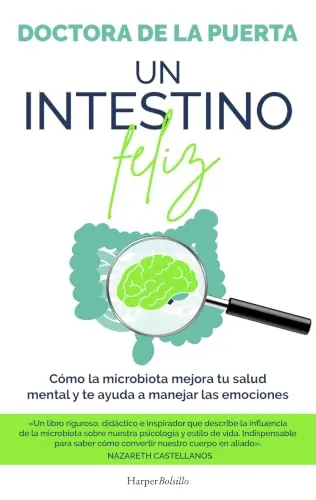 DOCTORA DE LA PUERTA
UN
INTESTINO
feliz
Cómo la microbiota mejora tu salud
mental y te ayuda a manejar las emociones
«Un libro riguroso, didáctico e inspirador que describe la influencia
de la microbiota sobre nuestra psicología y estilo de vida. Indispensable
para saber cómo convertir nuestro cuerpo en aliado».
NAZARETH CASTELLANOS
HarperBolsillo